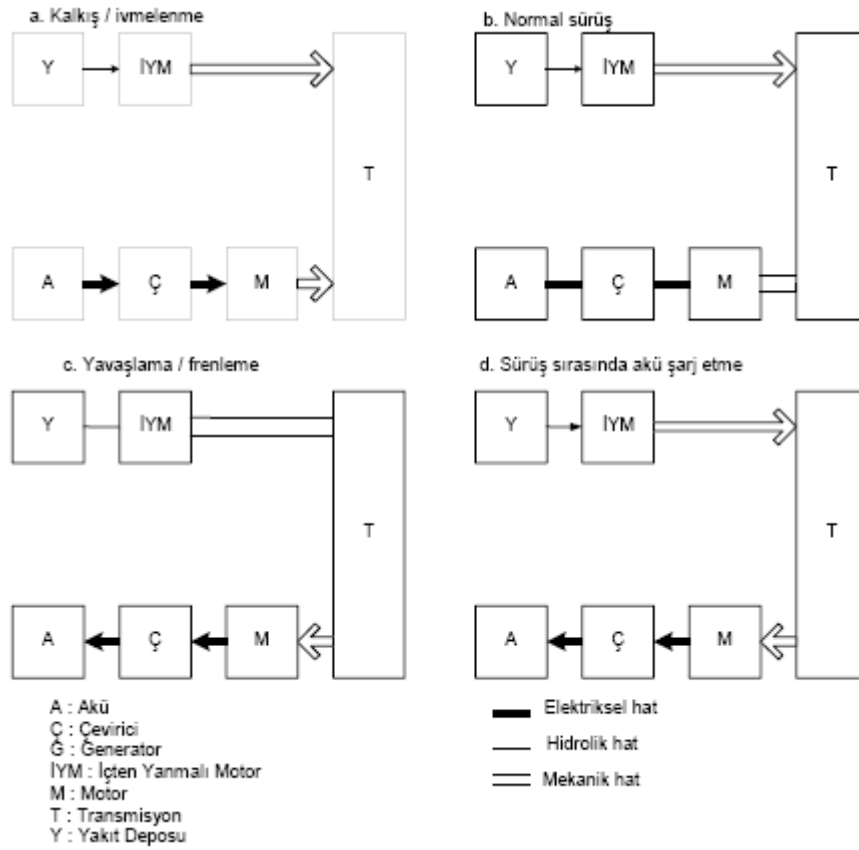 a. Kalkış / ivmelenme
Y
İYM
T
A
Ç
M
b. Normal sürüş
Y
İYM
T
A
Ç
M
c. Yavaşlama / frenleme
Y
İYM
T
A
Ç
M
d. Sürüş sırasında akü şarj etme
Y
İYM
T
A
Ç
M
A : Akü
Ç : Çevirici
G : Generator
İYM : İçten Yanmalı Motor
M : Motor
T : Transmisyon
Y : Yakıt Deposu
Elektriksel hat
Hidrolik hat
Mekanik hat